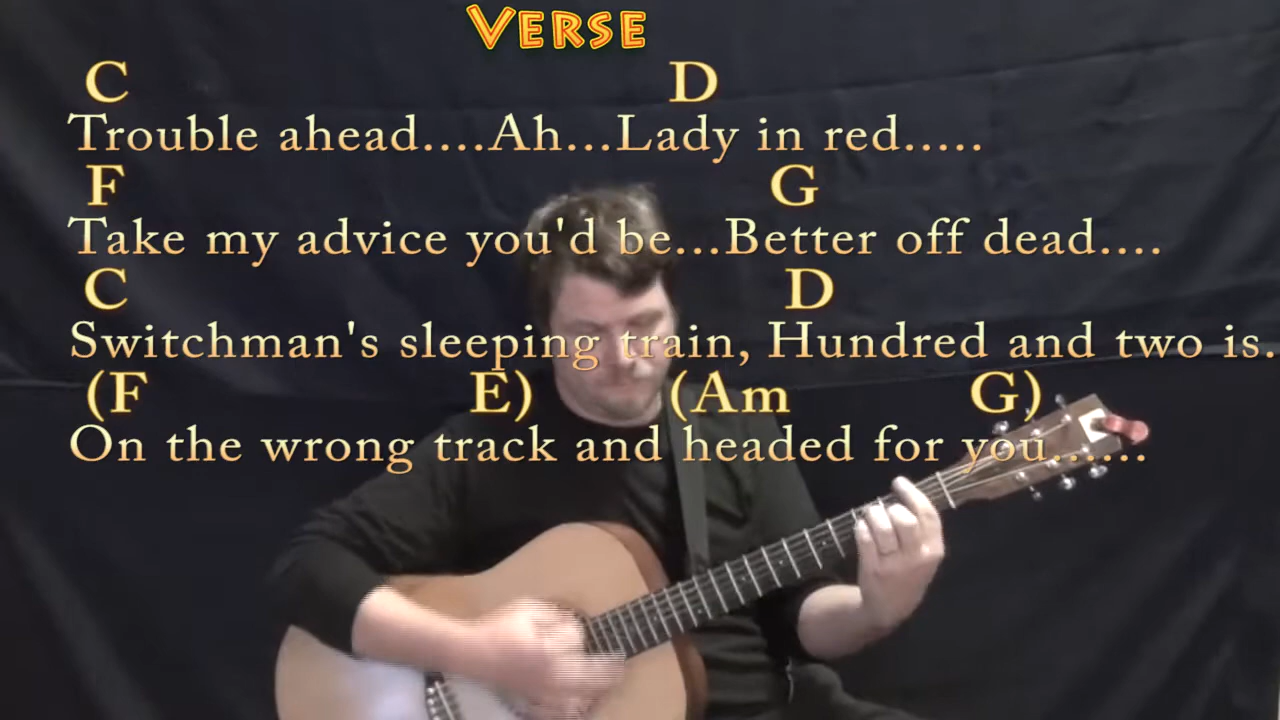 VERSE
C D
Trouble ahead....Ah...Lady in red.....
F G
Take my advice you'd be...Better off dead....
C D
Switchman's sleeping train, Hundred and two is.
(F E) (Am G)
On the wrong track and headed for you......